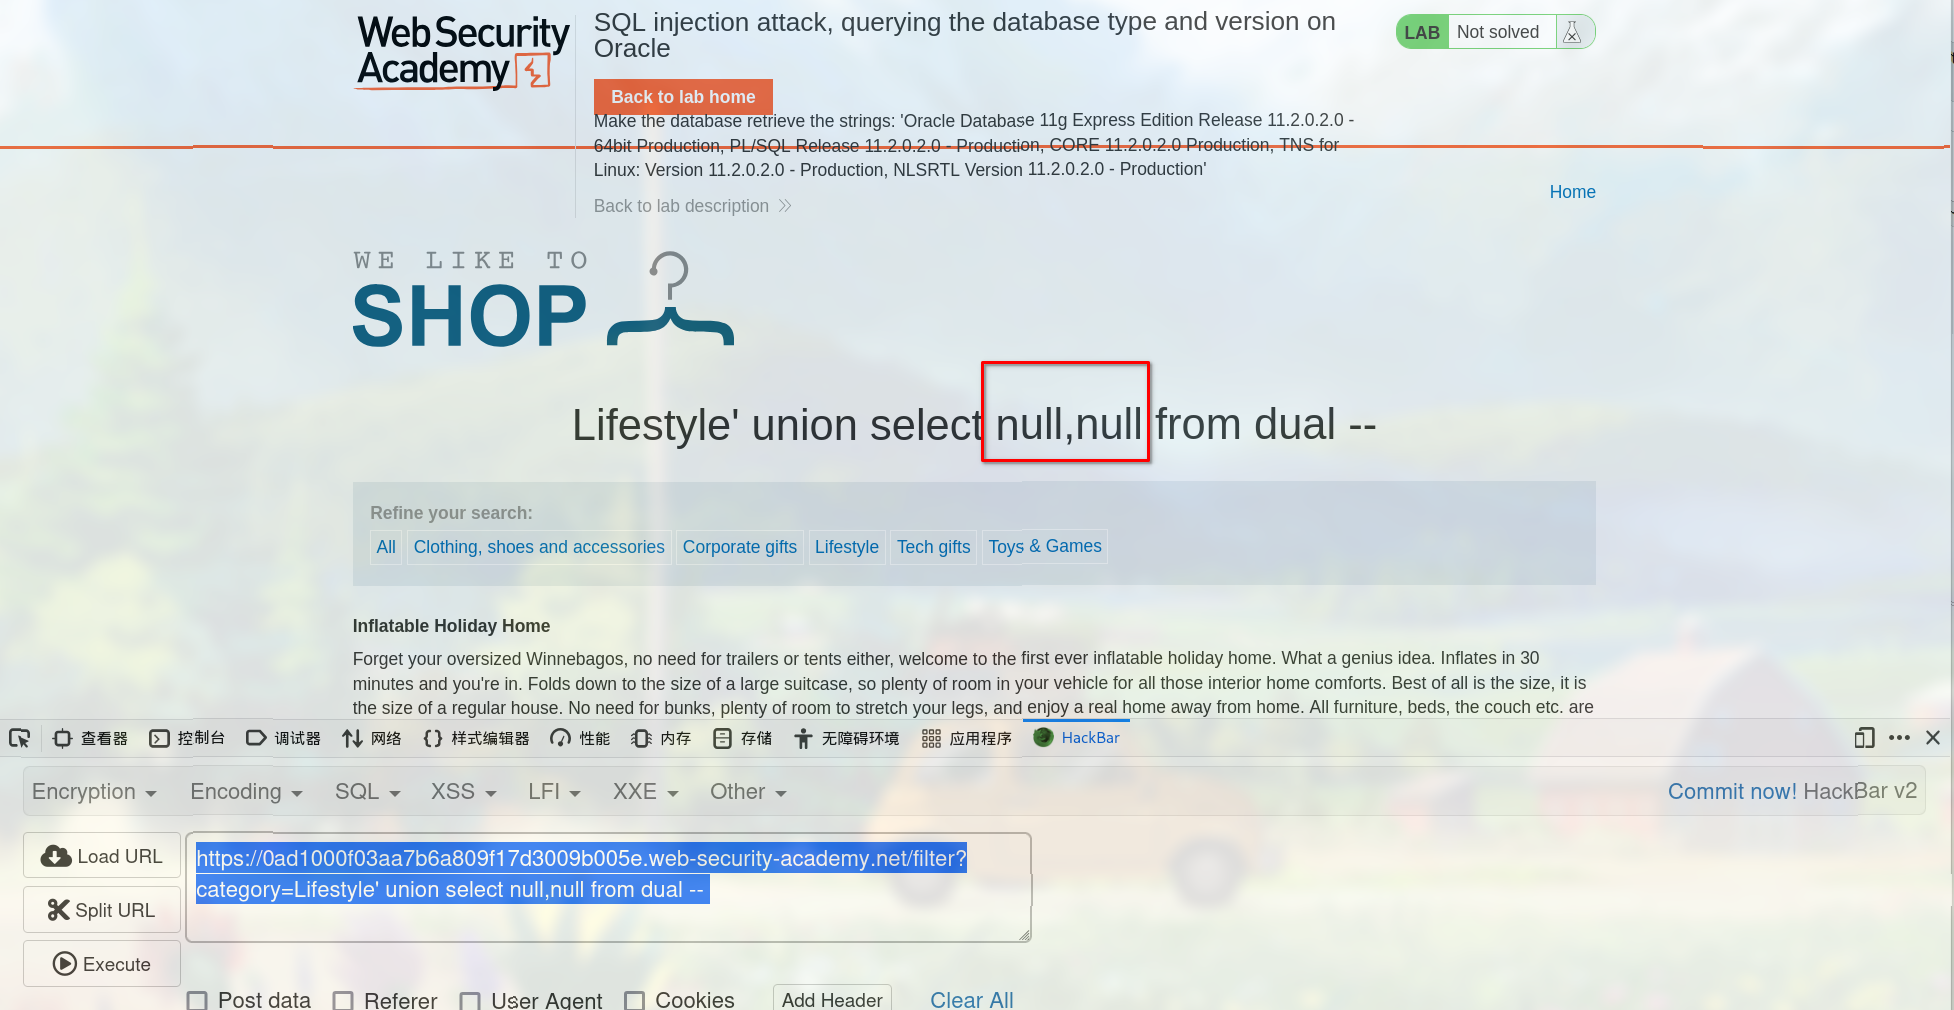 Web Security
Academy
SQL injection attack, querying the database type and version on
Oracle
LAB Not solved
Back to lab home
Make the database retrieve the strings: 'Oracle Database 11g Express Edition Release 11.2.0.2.0 -
64bit Production, PL/SQL Release 11.2.0.2.0 - Production, CORE 11.2.0.2.0 Production, TNS for
Linux: Version 11.2.0.2.0 - Production, NLSRTL Version 11.2.0.2.0 - Production'
Back to lab description
Home
WE LIKE TO
SHOP
Lifestyle' union select null,null from dual --
Refine your search:
All Clothing, shoes and accessories Corporate gifts Lifestyle Tech gifts Toys & Games
Inflatable Holiday Home
Forget your oversized Winnebagos, no need for trailers or tents either, welcome to the first ever inflatable holiday home. What a genius idea. Inflates in 30
minutes and you're in. Folds down to the size of a large suitcase, so plenty of room in your vehicle for all those interior home comforts. Best of all is the size, it is
the size of a regular house. No need for bunks, plenty of room to stretch your legs, and enjoy a real home away from home. All furniture, beds, the couch etc. are
查看器 控制台 调试器 网络 样式编辑器 性能 内存 存储 无障碍环境 应用程序 HackBar
Encryption Encoding SQL XSS LFI XXE Other Commit now! HackBar v2
Load URL
https://0ad1000f03aa7b6a809f17d3009b005e.web-security-academy.net/filter?
category=Lifestyle' union select null,null from dual --
Split URL
Execute
Post data Referer User Agent Cookies Add Header Clear All